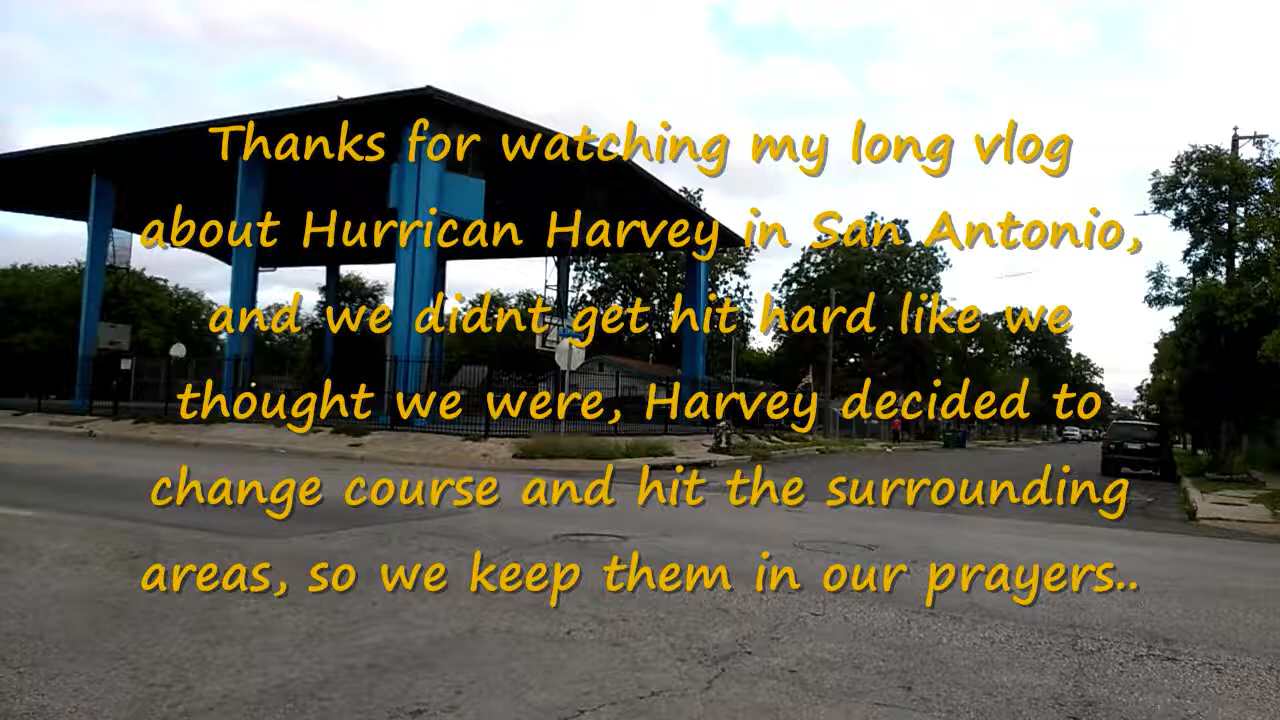 Thanks for watching my long vlog
about Hurrican Harvey in San Antonio,
and we didnt get hit hard like we
thought we were, Harvey decided to
change course and hit the surrounding
areas, so we keep them in our prayers..